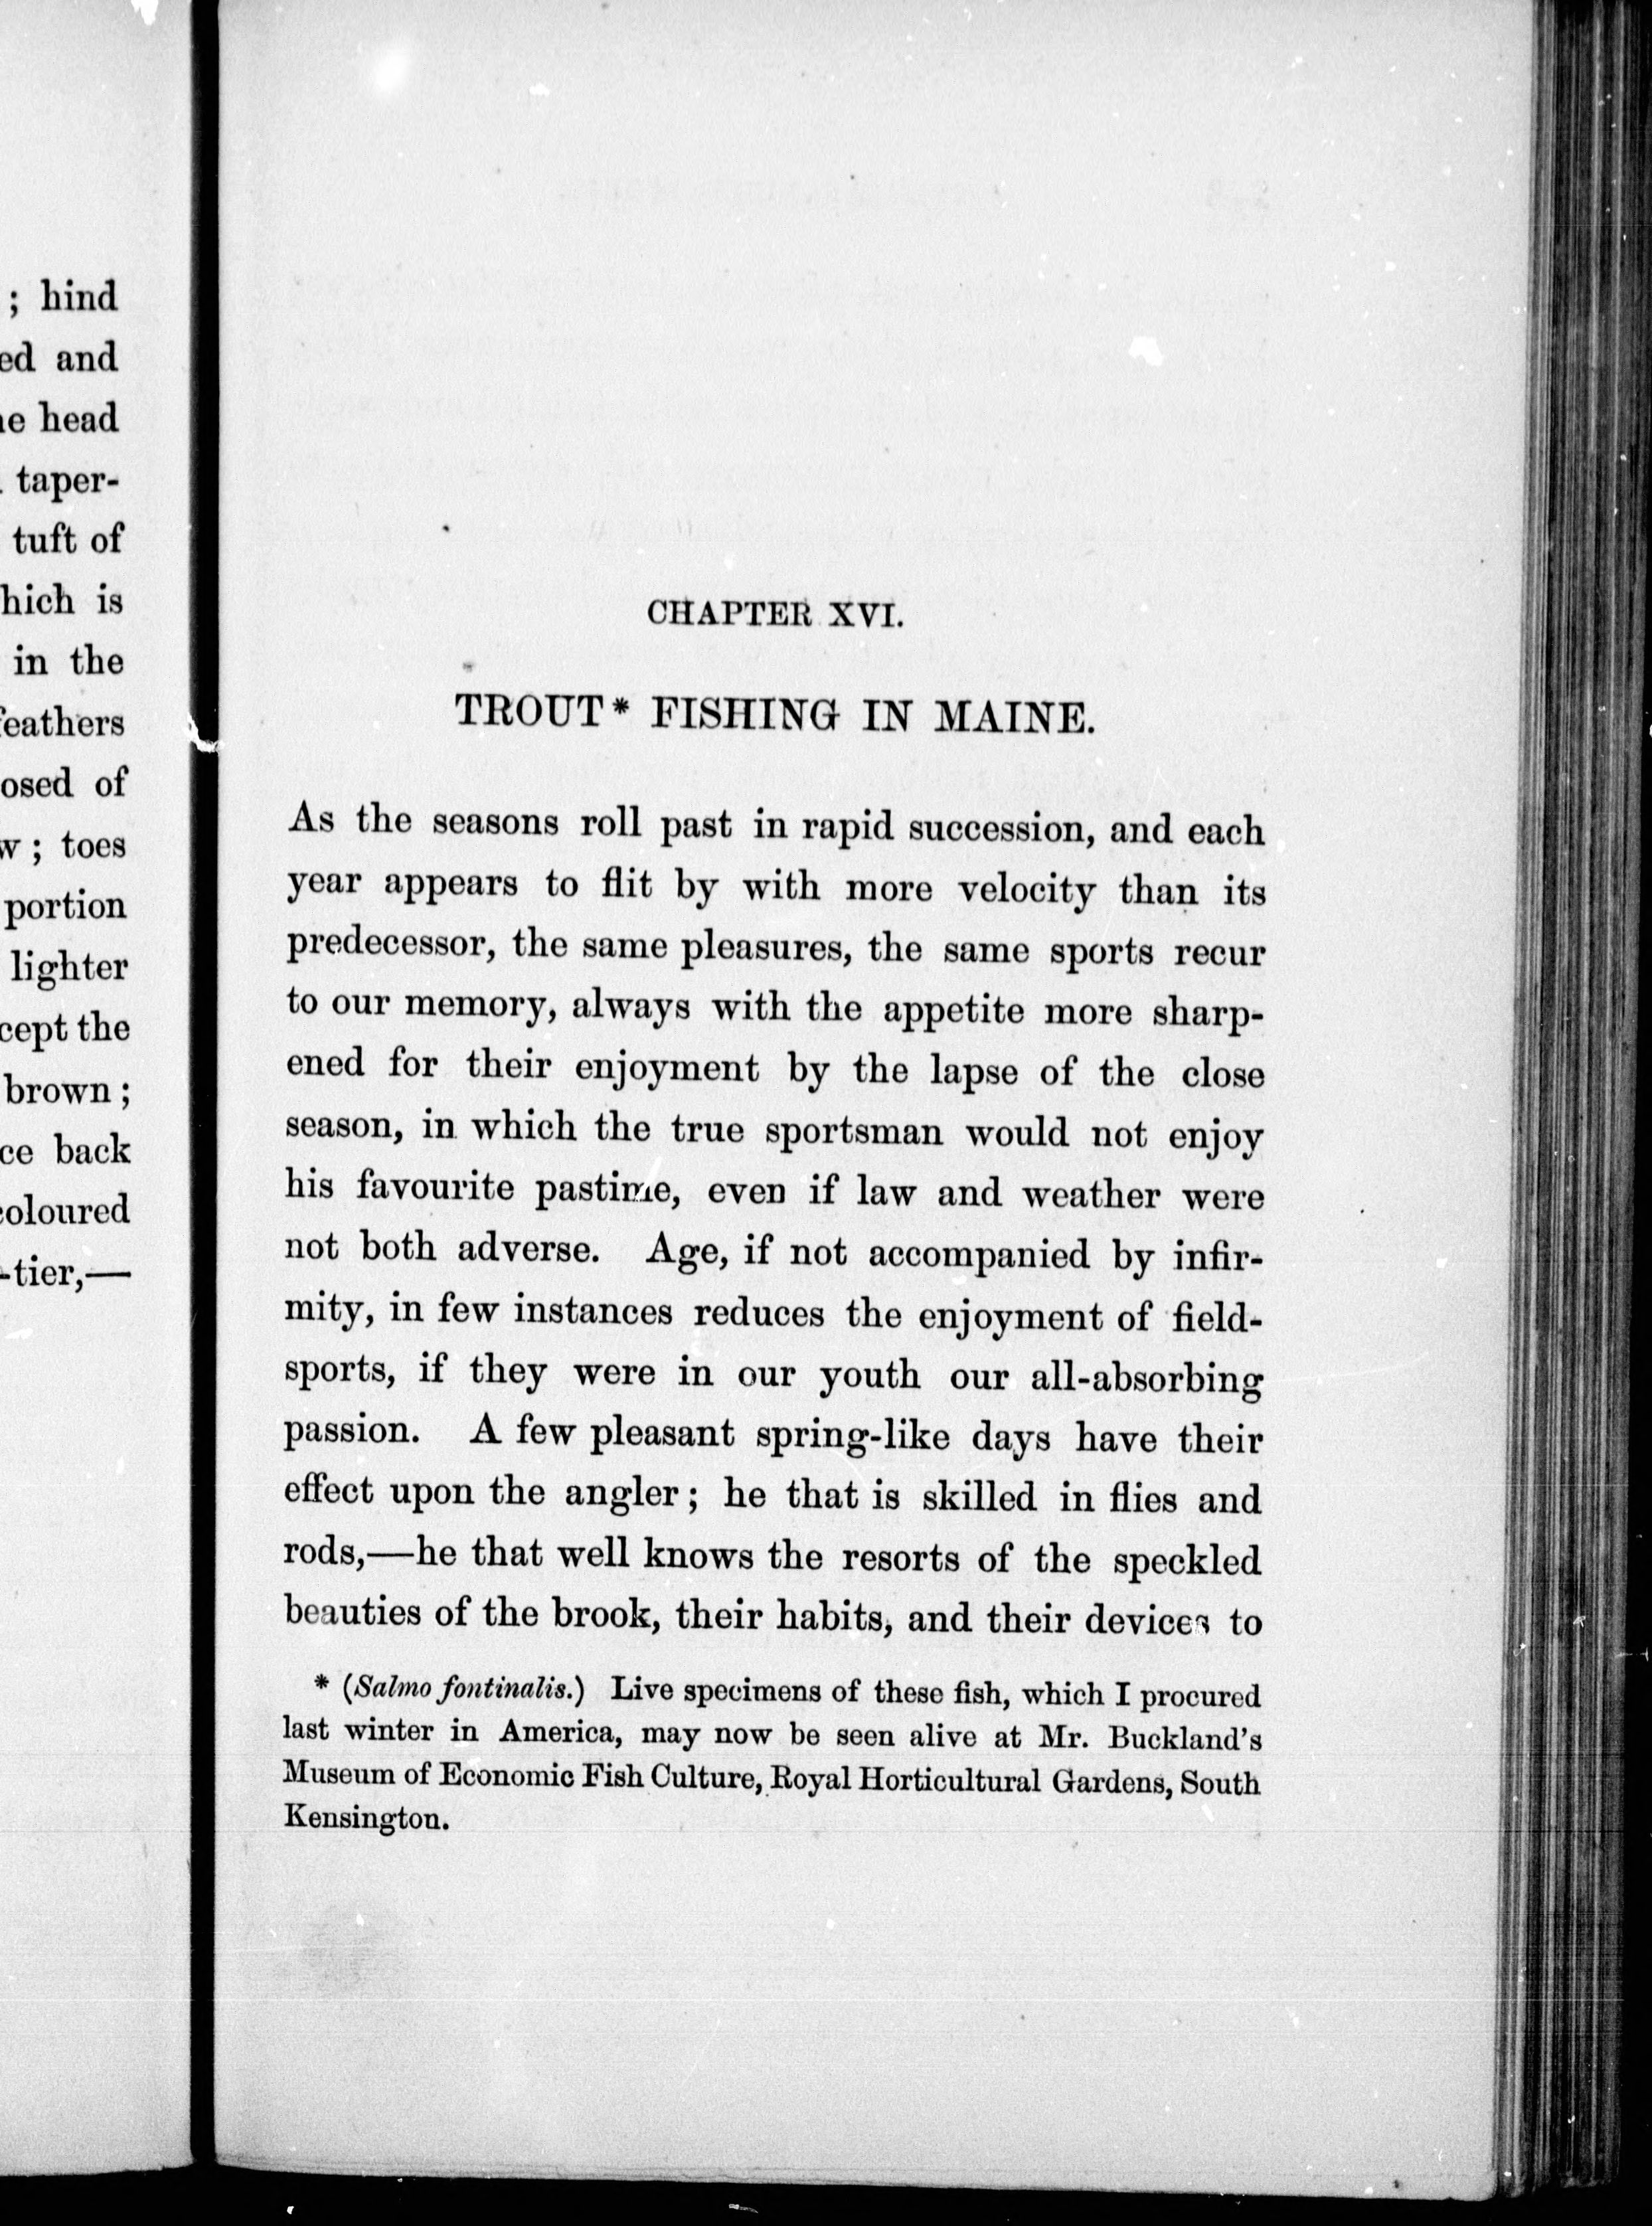 ; hind
ed and
he head
taper-
tuft of
hich is
in the
feathers
osed of
w ; toes
portion
lighter
cept the
brown ;
ce back
coloured
-tier,—
CHAPTER XVI.
TROUT* FISHING IN MAINE.
As the seasons roll past in rapid succession, and each
year appears to flit by with more velocity than its
predecessor, the same pleasures, the same sports recur
to our memory, always with the appetite more sharp-
ened for their enjoyment by the lapse of the close
season, in which the true sportsman would not enjoy
his favourite pastime, even if law and weather were
not both adverse. Age, if not accompanied by infir-
mity, in few instances reduces the enjoyment of field-
sports, if they were in our youth our all-absorbing
passion. A few pleasant spring-like days have their
effect upon the angler ; he that is skilled in flies and
rods,—he that well knows the resorts of the speckled
beauties of the brook, their habits, and their devices to
* (Salmo fontinalis.) Live specimens of these fish, which I procured
last winter in America, may now be seen alive at Mr. Buckland's
Museum of Economic Fish Culture, Royal Horticultural Gardens, South
Kensington.